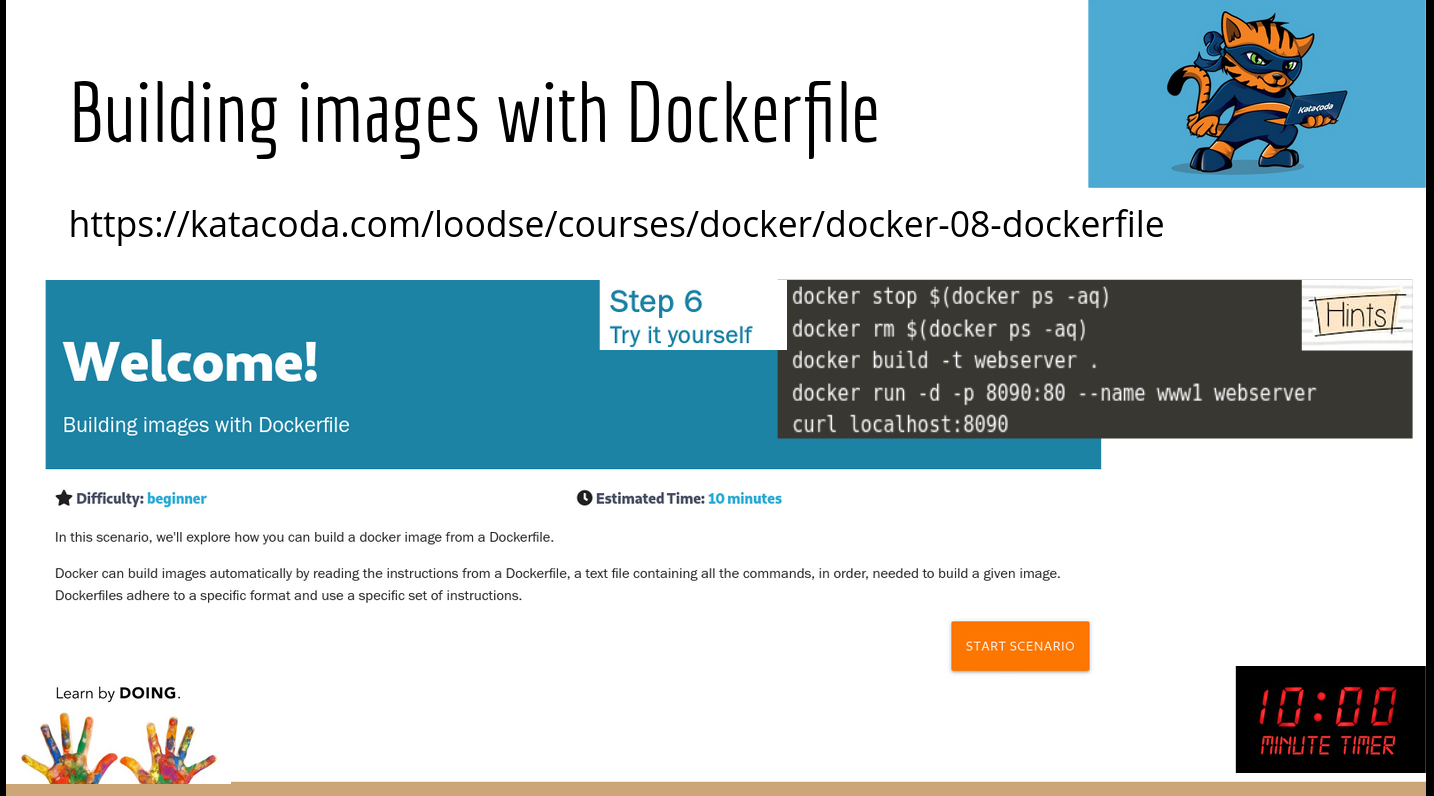 Building images with Dockerfile
Katacoda
https://katacoda.com/loodse/courses/docker/docker-08-dockerfile
Welcome!
Building images with Dockerfile
Step 6
Try it yourself
docker stop $(docker ps -aq)
docker rm $(docker ps -aq)
docker build -t webserver .
docker run -d -p 8090:80 --name www1 webserver
curl localhost:8090
Hints
Difficulty: beginner
Estimated Time: 10 minutes
In this scenario, we'll explore how you can build a docker image from a Dockerfile.
Docker can build images automatically by reading the instructions from a Dockerfile, a text file containing all the commands, in order, needed to build a given image.
Dockerfiles adhere to a specific format and use a specific set of instructions.
START SCENARIO
Learn by DOING.
10:00
MINUTE TIMER